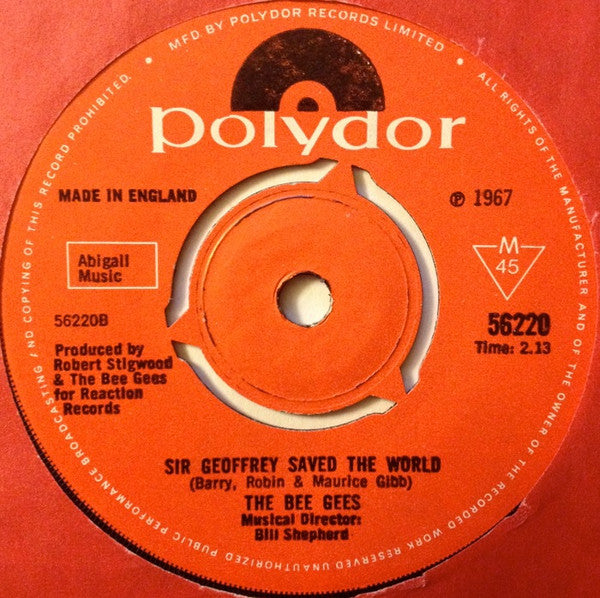 MFD BY POLYDOR RECORDS LIMITED • ALL RIGHTS OF THE MANUFACTURER AND OF THE OWNER OF THE RECORDED WORK RESERVED UNAUTHORIZED PUBLIC PERFORMANCE BROADCASTING AND COPYING OF THIS RECORD PROHIBITED. •
polydor
MADE IN ENGLAND
℗ 1967
Abigail
Music
M
45
56220B
56220
Time: 2.13
Produced by
Robert Stigwood
& The Bee Gees
for Reaction
Records
SIR GEOFFREY SAVED THE WORLD
(Barry, Robin & Maurice Gibb)
THE BEE GEES
Musical Director:
Bill Shepherd